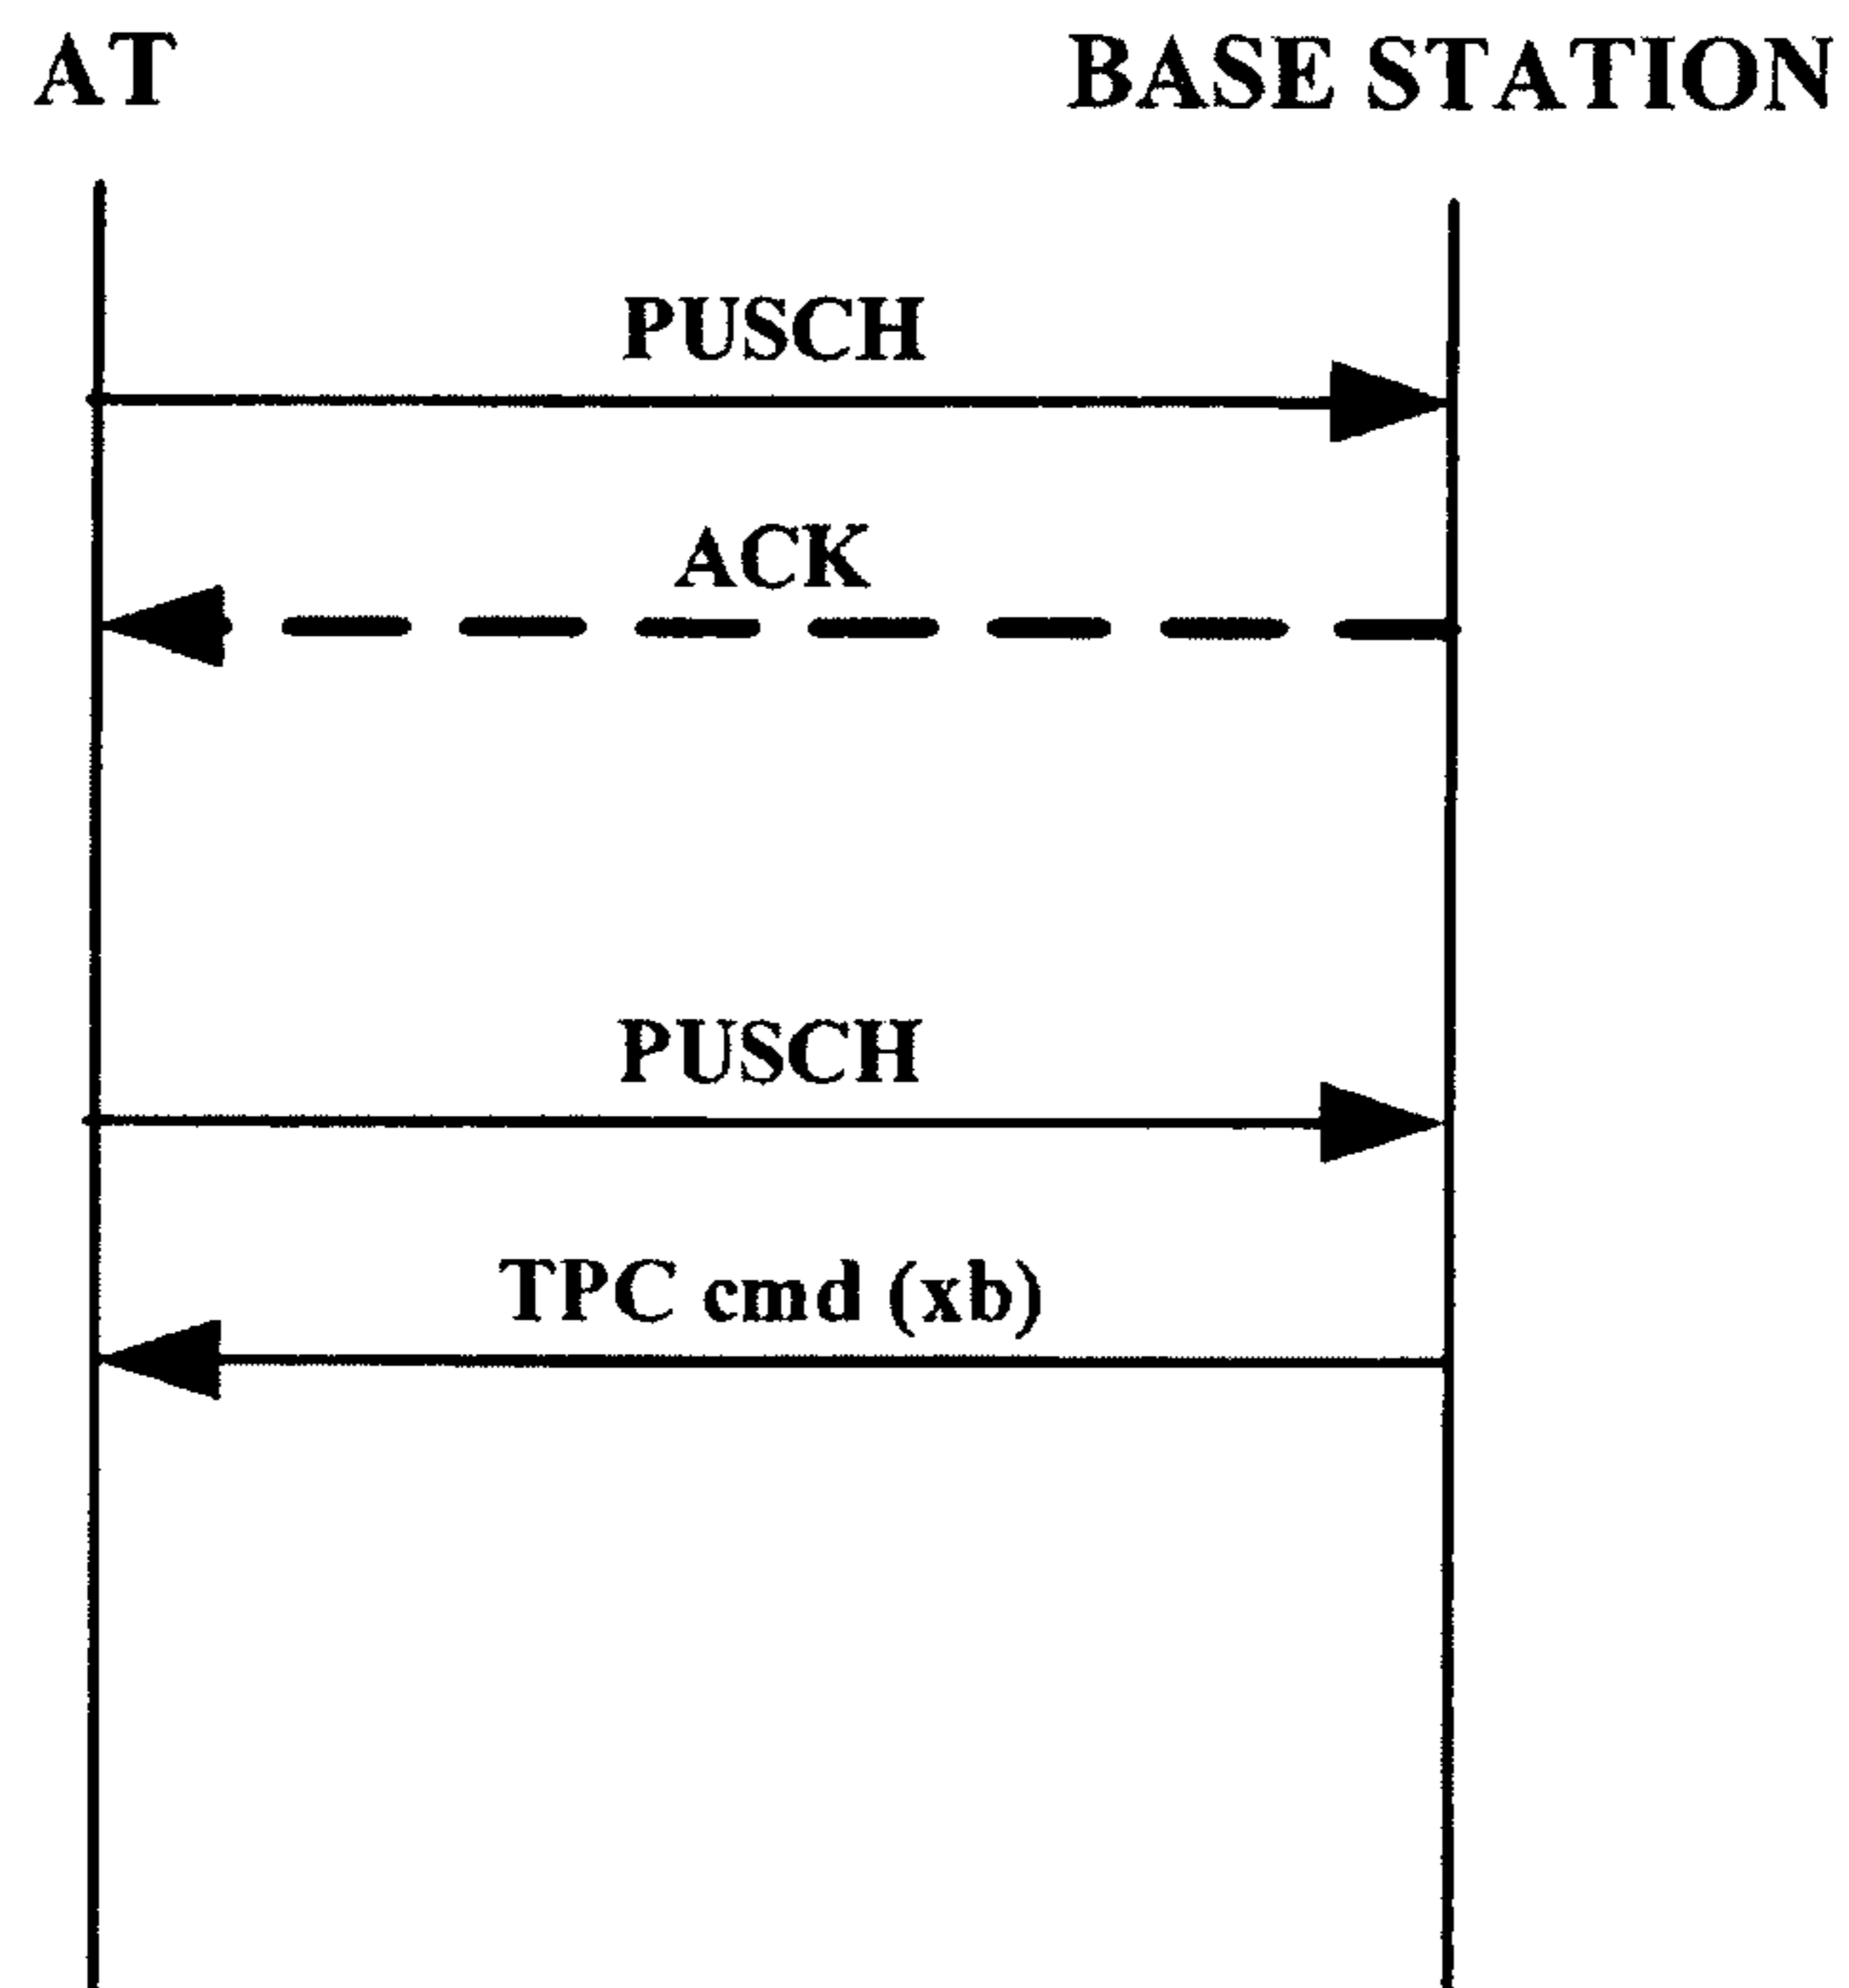 AT BASE STATION
PUSCH
ACK
PUSCH
TPC cmd (xb)